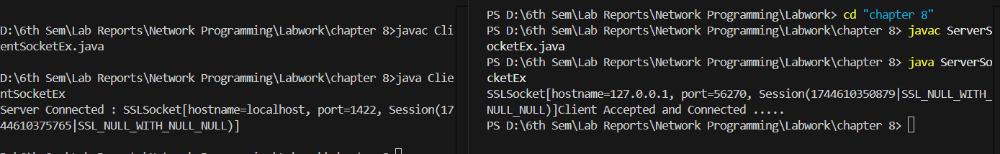 D:\6th Sem\Lab Reports\Network Programming\Labwork\chapter 8>javac Cli
entSocketEx.java
D:\6th Sem\Lab Reports\Network Programming\Labwork\chapter 8>java Clie
ntSocketEx
Server Connected : SSLSocket[hostname=localhost, port=1422, Session(17
44610375765|SSL_NULL_WITH_NULL_NULL)]
PS D:\6th Sem\Lab Reports\Network Programming\Labwork> cd "chapter 8"
PS D:\6th Sem\Lab Reports\Network Programming\Labwork\chapter 8> javac ServerS
ocketEx.java
PS D:\6th Sem\Lab Reports\Network Programming\Labwork\chapter 8> java ServerSo
cketEx
SSLSocket[hostname=127.0.0.1, port=56270, Session(1744610350879|SSL_NULL_WITH_
NULL_NULL)]Client Accepted and Connected .....
PS D:\6th Sem\Lab Reports\Network Programming\Labwork\chapter 8>